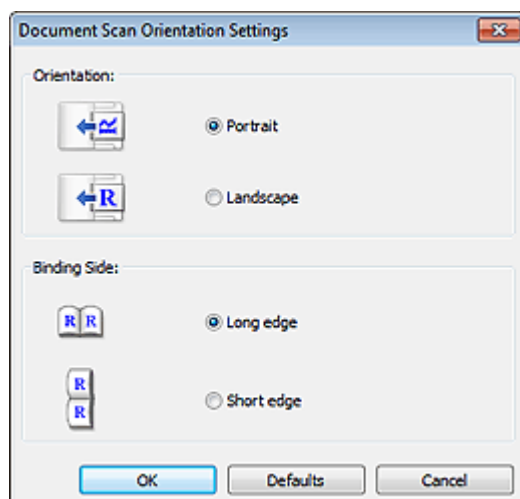 Document Scan Orientation Settings
Orientation:
R
Portrait
R
Landscape
Binding Side:
R R
Long edge
R
R
Short edge
OK Defaults Cancel